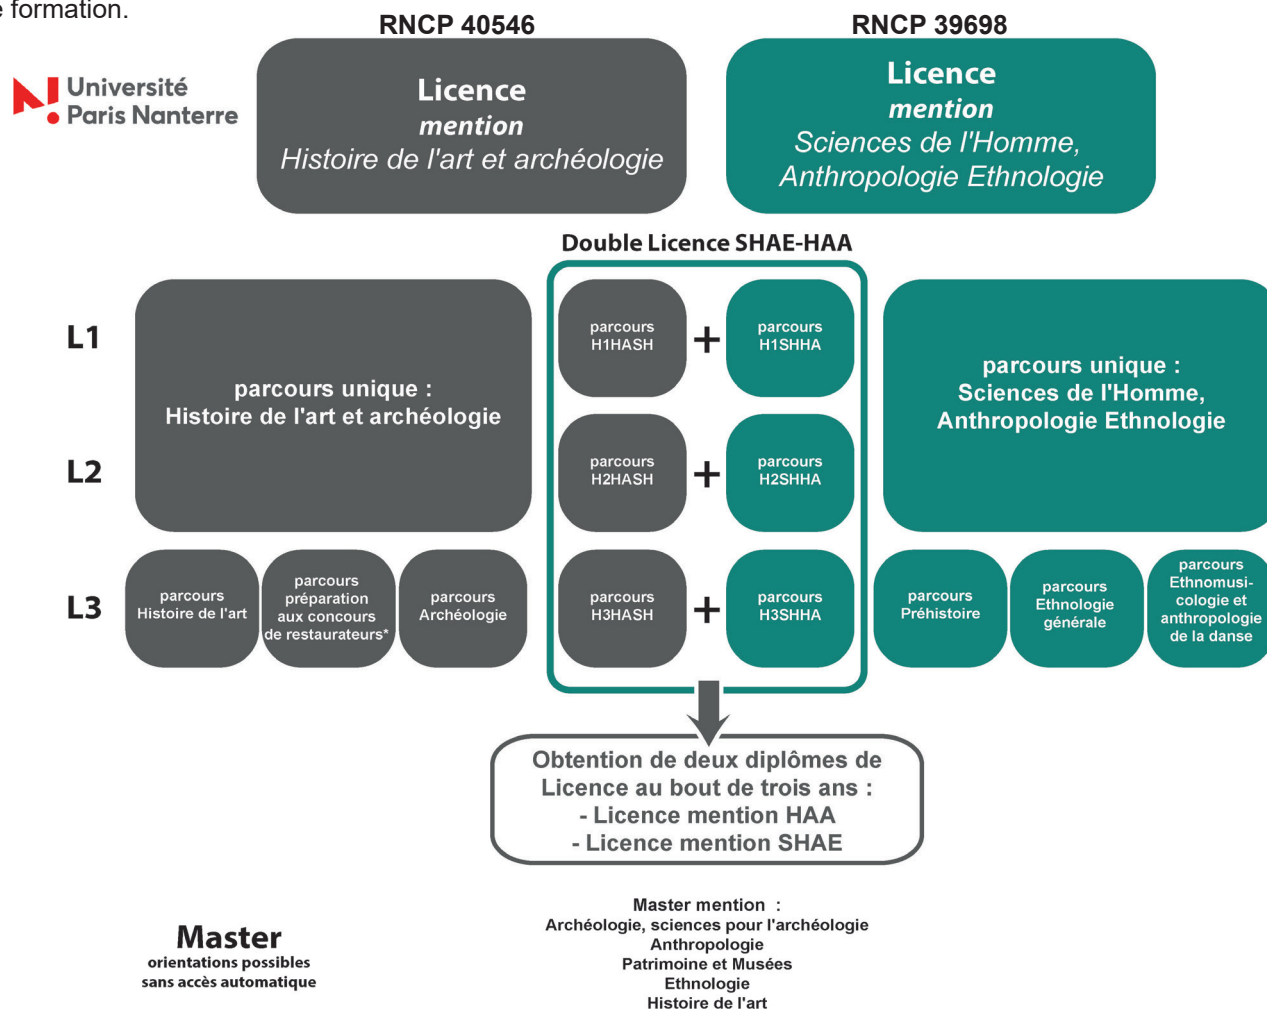 e formation.
RNCP 40546
RNCP 39698
Université
Paris Nanterre
Licence
mention
Histoire de l'art et archéologie
Licence
mention
Sciences de l'Homme,
Anthropologie Ethnologie
Double Licence SHAE-HAA
L1
parcours unique :
Histoire de l'art et archéologie
parcours
H1HASH
+
parcours
H1SHHA
parcours unique :
Sciences de l'Homme,
Anthropologie Ethnologie
L2
parcours
H2HASH
+
parcours
H2SHHA
L3
parcours
Histoire de l'art
parcours
préparation
aux concours
de restaurateurs*
parcours
Archéologie
parcours
H3HASH
+
parcours
H3SHHA
parcours
Préhistoire
parcours
Ethnologie
générale
parcours
Ethnomusi-
cologie et
anthropologie
de la danse
Obtention de deux diplômes de
Licence au bout de trois ans :
- Licence mention HAA
- Licence mention SHAE
Master
orientations possibles
sans accès automatique
Master mention :
Archéologie, sciences pour l'archéologie
Anthropologie
Patrimoine et Musées
Ethnologie
Histoire de l'art